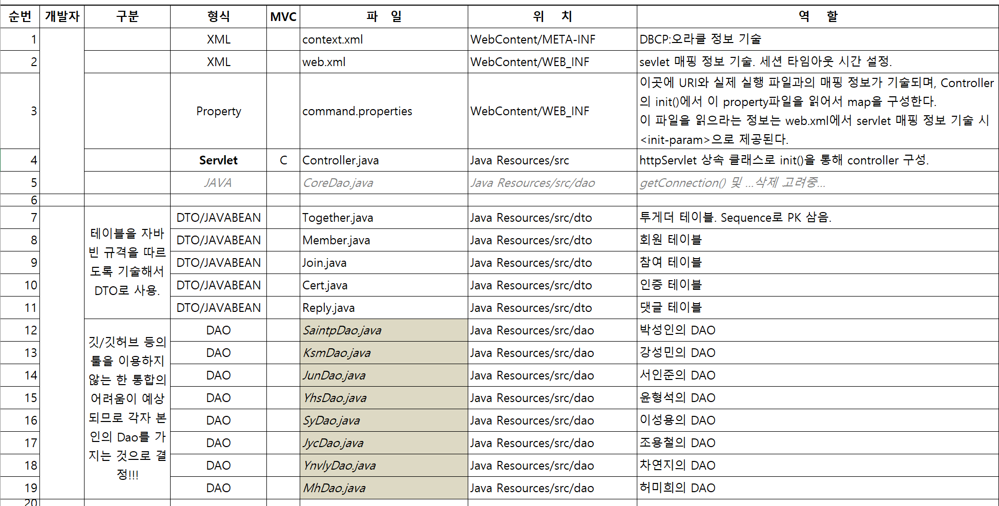 순번 개발자 구분 형식 MVC 파 일 위 치 역 할
1 XML context.xml WebContent/META-INF DBCP:오라클 정보 기술
2 XML web.xml WebContent/WEB_INF sevlet 매핑 정보 기술. 세션 타임아웃 시간 설정.
3 Property command.properties WebContent/WEB_INF
이곳에 URI와 실제 실행 파일과의 매핑 정보가 기술되며, Controller
의 init()에서 이 property파일을 읽어서 map을 구성한다.
이 파일을 읽으라는 정보는 web.xml에서 servlet 매핑 정보 기술 시
<init-param>으로 제공된다.
4 Servlet C Controller.java Java Resources/src httpServlet 상속 클래스로 init()을 통해 controller 구성.
5 JAVA CoreDao.java Java Resources/src/dao getConnection() 및 ...삭제 고려중...
6
테이블을 자바
빈 규격을 따르
도록 기술해서
DTO로 사용.
7 DTO/JAVABEAN Together.java Java Resources/src/dto 투게더 테이블. Sequence로 PK 삼음.
8 DTO/JAVABEAN Member.java Java Resources/src/dto 회원 테이블
9 DTO/JAVABEAN Join.java Java Resources/src/dto 참여 테이블
10 DTO/JAVABEAN Cert.java Java Resources/src/dto 인증 테이블
11 DTO/JAVABEAN Reply.java Java Resources/src/dto 댓글 테이블
깃/깃허브 등의
툴을 이용하지
않는 한 통합의
어려움이 예상
되므로 각자 본
인의 Dao를 가
지는 것으로 결
정!!!
12 DAO SaintpDao.java Java Resources/src/dao 박성인의 DAO
13 DAO KsmDao.java Java Resources/src/dao 강성민의 DAO
14 DAO JunDao.java Java Resources/src/dao 서인준의 DAO
15 DAO YhsDao.java Java Resources/src/dao 윤형석의 DAO
16 DAO SyDao.java Java Resources/src/dao 이성용의 DAO
17 DAO JycDao.java Java Resources/src/dao 조용철의 DAO
18 DAO YnvlyDao.java Java Resources/src/dao 차연지의 DAO
19 DAO MhDao.java Java Resources/src/dao 허미희의 DAO
20